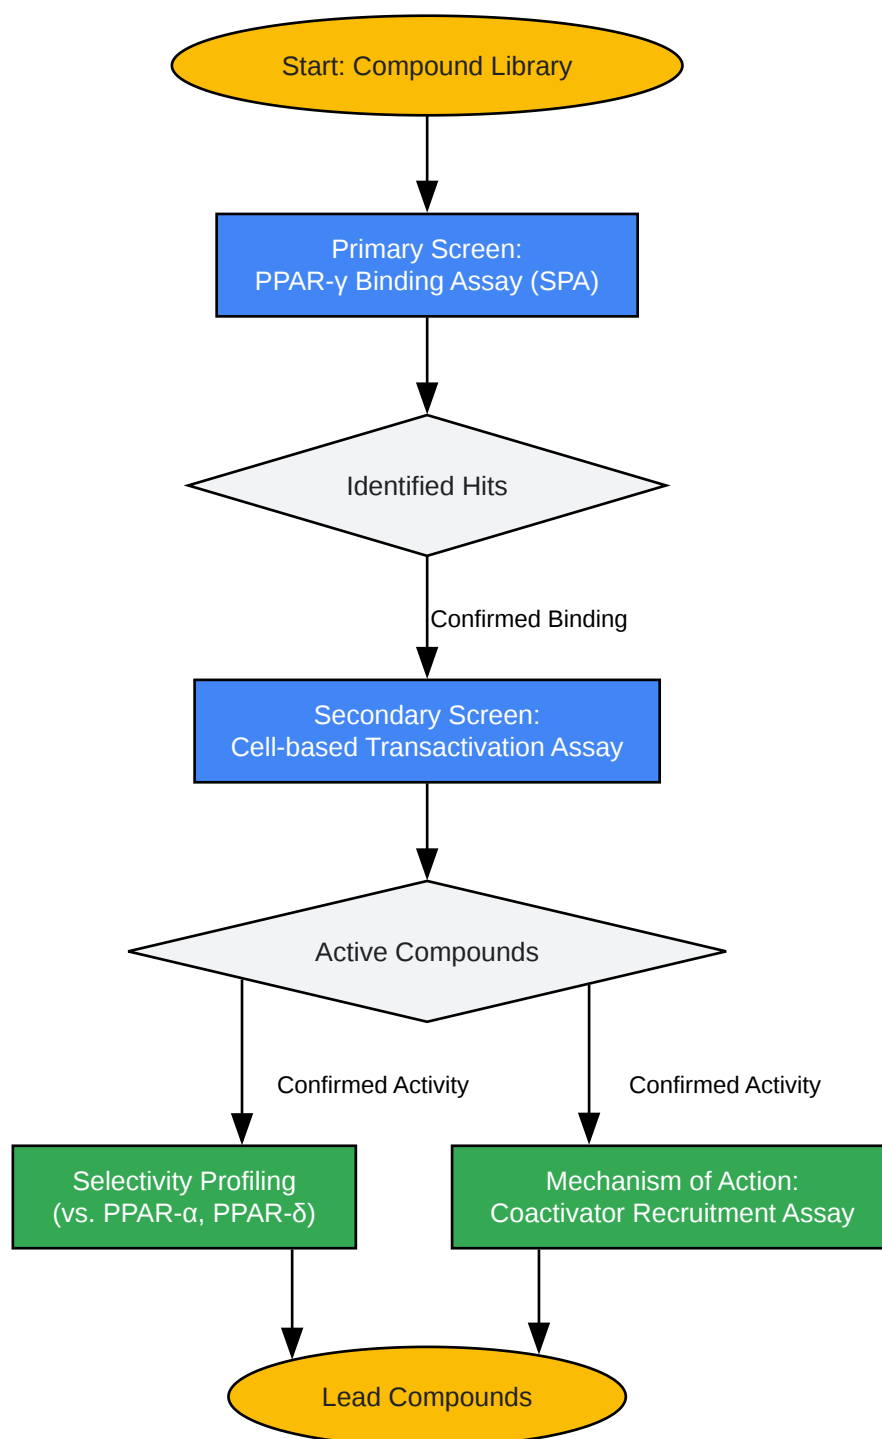 Start: Compound Library
Primary Screen:
PPAR-γ Binding Assay (SPA)
Identified Hits
Confirmed Binding
Secondary Screen:
Cell-based Transactivation Assay
Active Compounds
Confirmed Activity
Confirmed Activity
Selectivity Profiling
(vs. PPAR-α, PPAR-δ)
Mechanism of Action:
Coactivator Recruitment Assay
Lead Compounds